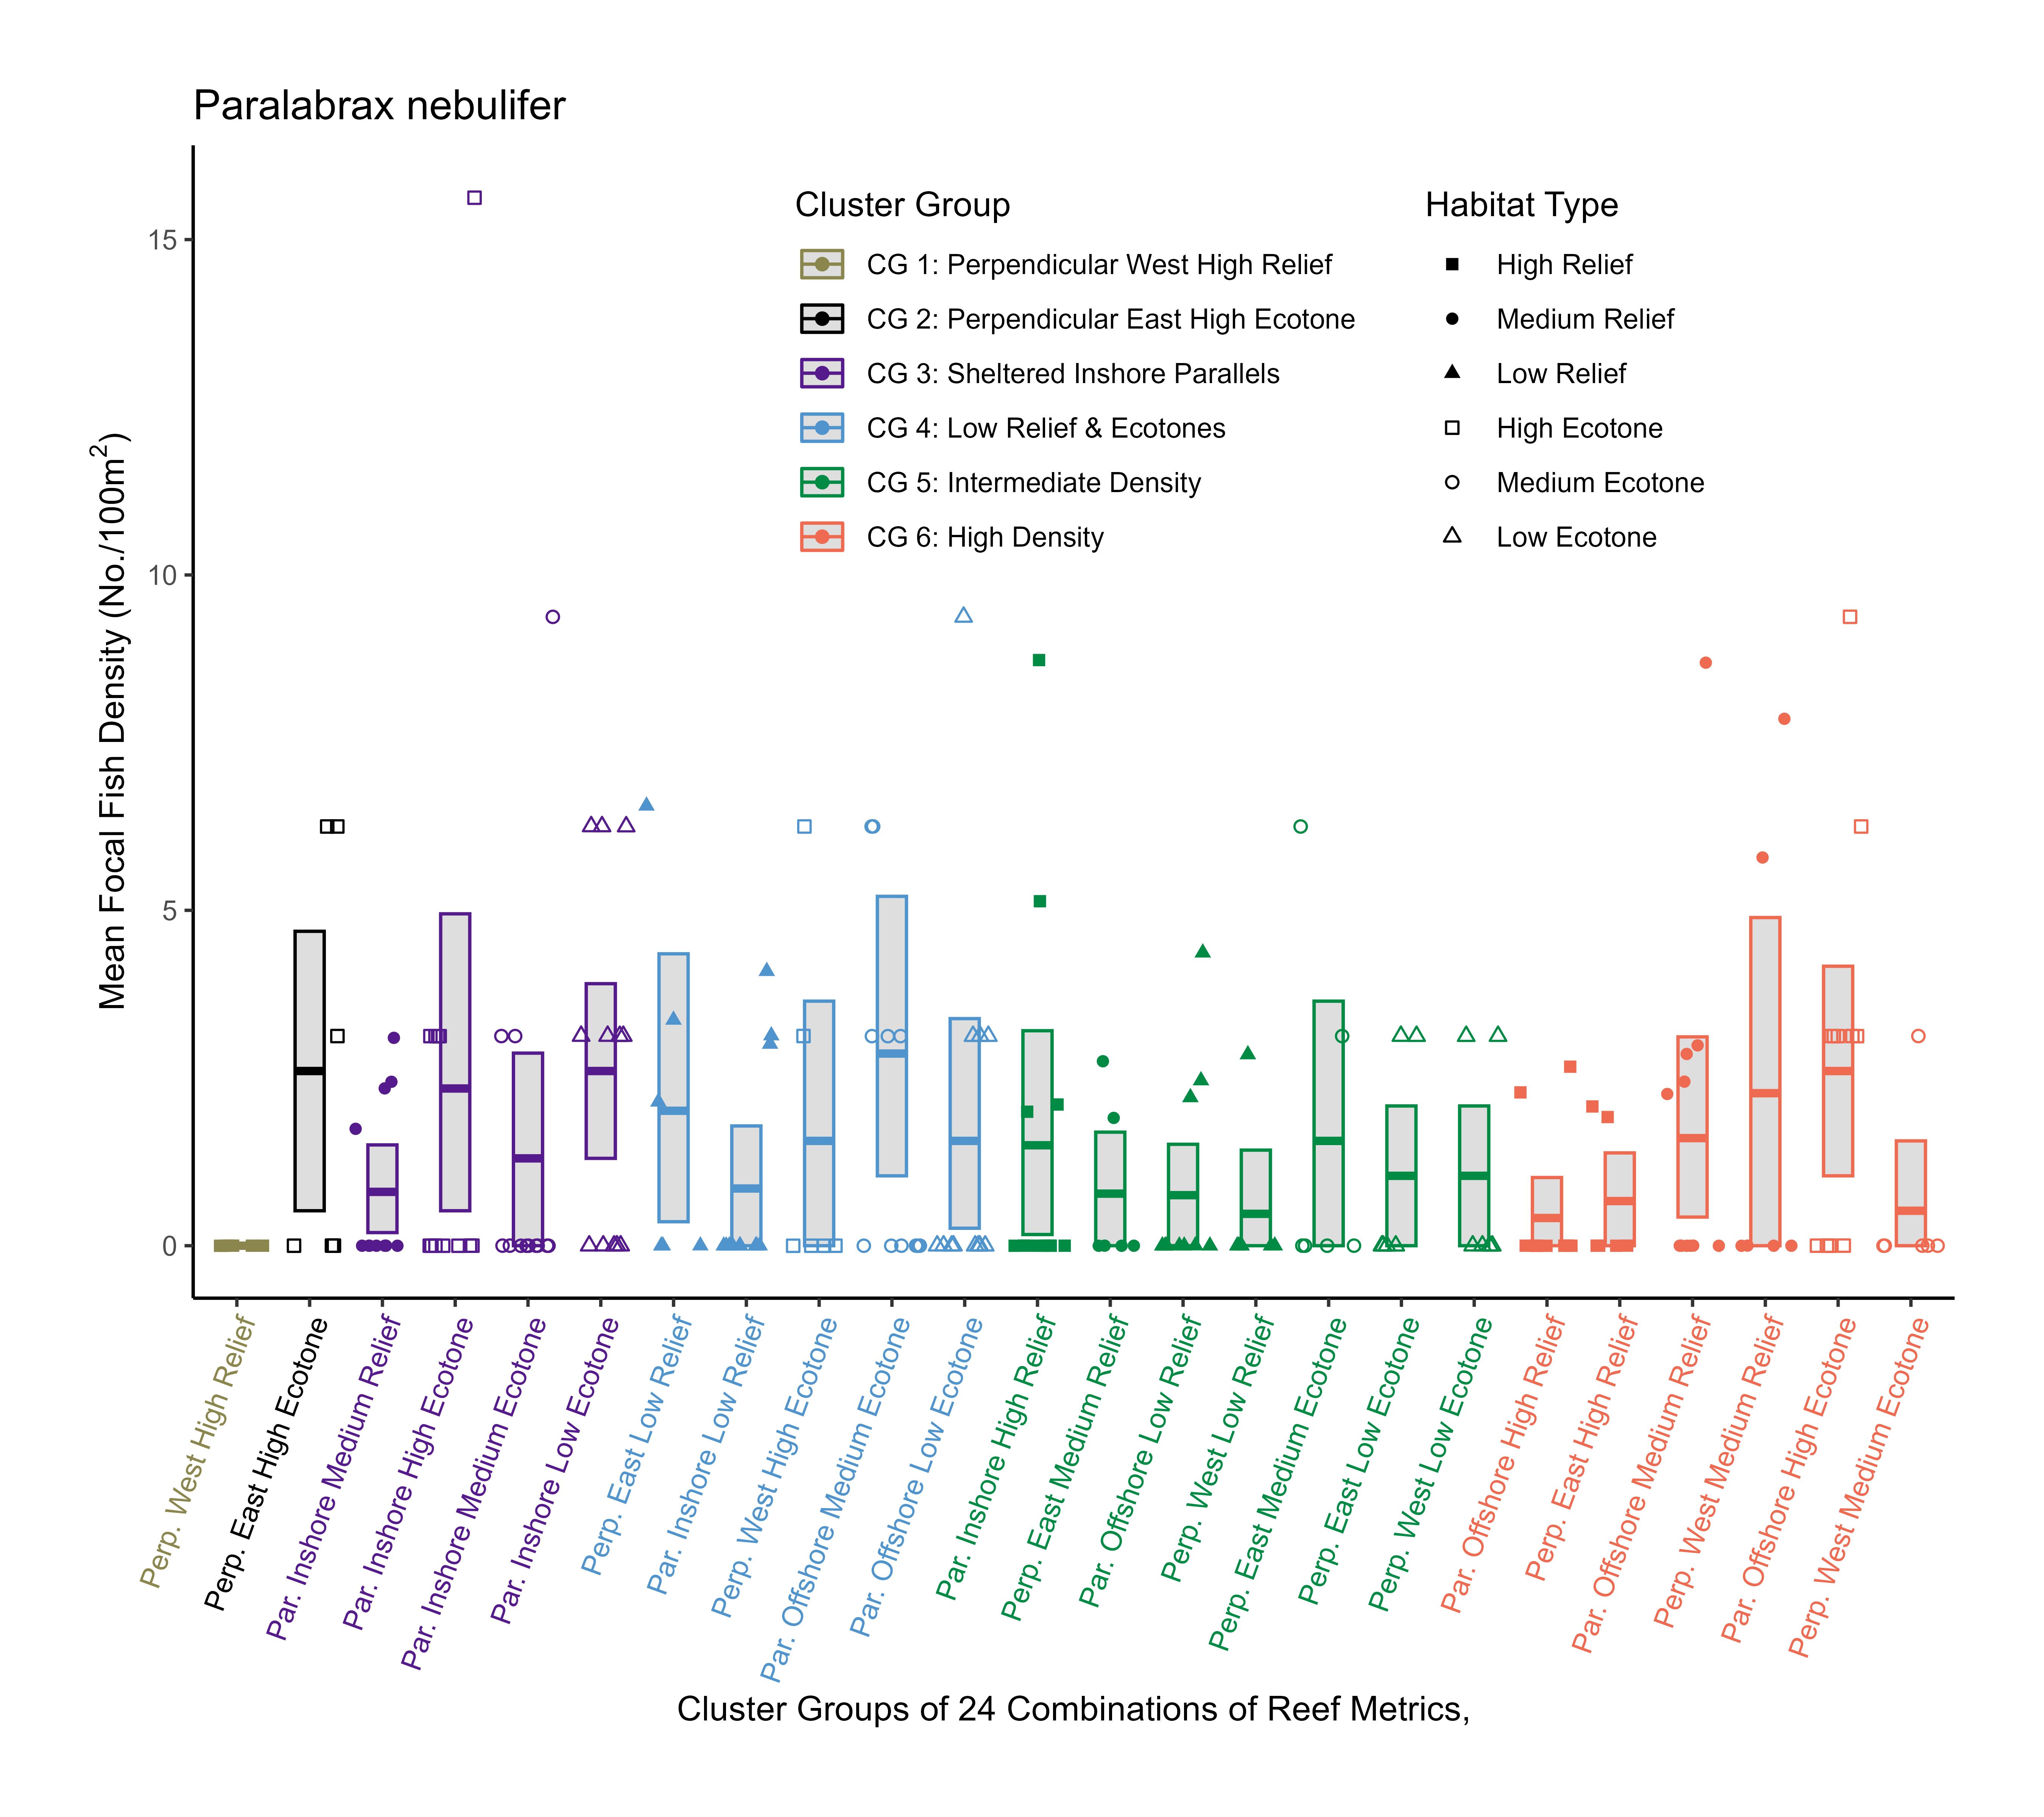 Paralabrax nebulifer
Mean Focal Fish Density (No./100m²)
15
10
5
0
Cluster Group
CG 1: Perpendicular West High Relief
CG 2: Perpendicular East High Ecotone
CG 3: Sheltered Inshore Parallels
CG 4: Low Relief & Ecotones
CG 5: Intermediate Density
CG 6: High Density
Habitat Type
High Relief
Medium Relief
Low Relief
High Ecotone
Medium Ecotone
Low Ecotone
Perp. West High Relief
Perp. East High Ecotone
Par. Inshore Medium Relief
Par. Inshore High Ecotone
Par. Inshore Medium Ecotone
Par. Inshore Low Ecotone
Perp. East Low Relief
Par. Inshore Low Relief
Perp. West High Ecotone
Par. Offshore Medium Ecotone
Par. Offshore Low Ecotone
Par. Inshore High Relief
Perp. East Medium Relief
Par. Offshore Low Relief
Perp. West Low Relief
Perp. East Medium Ecotone
Perp. East Low Ecotone
Perp. West Low Ecotone
Par. Offshore High Relief
Perp. East High Relief
Par. Offshore Medium Relief
Perp. West Medium Relief
Par. Offshore High Ecotone
Perp. West Medium Ecotone
Cluster Groups of 24 Combinations of Reef Metrics,